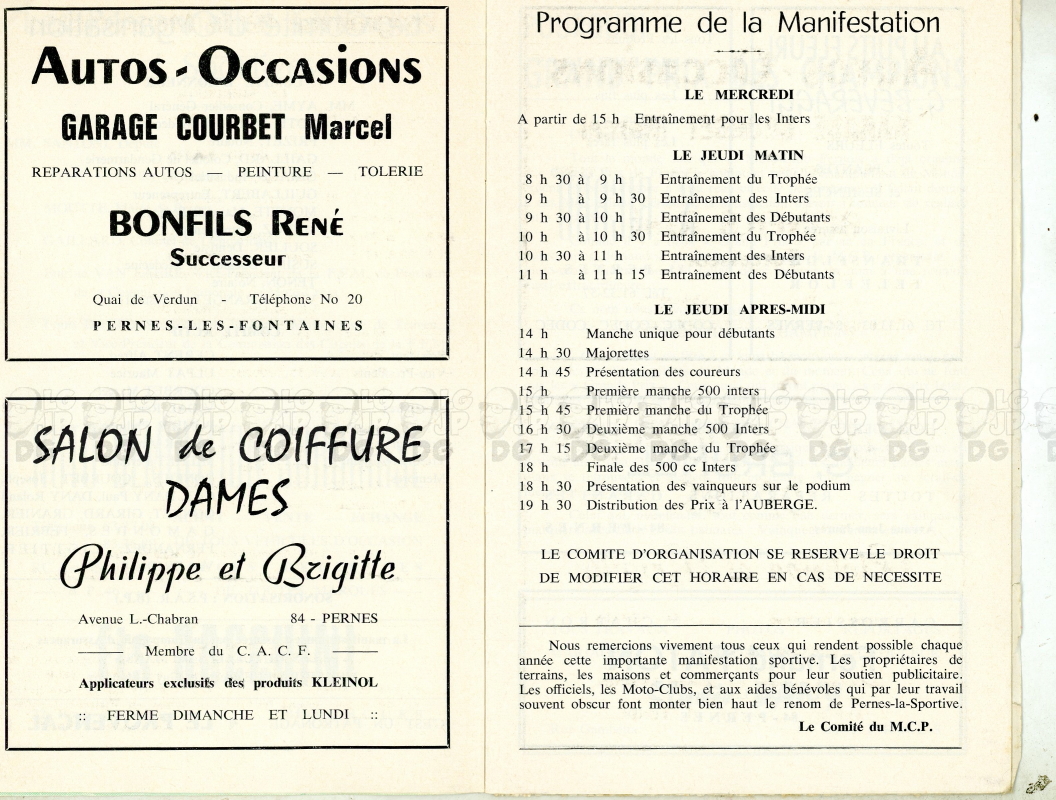 AUTOS - OCCASIONS
GARAGE COURBET Marcel
REPARATIONS AUTOS — PEINTURE — TOLERIE
BONFILS RENÉ
Successeur
Quai de Verdun - Téléphone No 20
PERNES-LES-FONTAINES
SALON de COIFFURE
DAMES
Philippe et Brigitte
Avenue L.-Chabran 84 - PERNES
Membre du C. A. C. F.
Applicateurs exclusifs des produits KLEINOL
:: FERME DIMANCHE ET LUNDI ::
Programme de la Manifestation
LE MERCREDI
A partir de 15 h Entraînement pour les Inters
LE JEUDI MATIN
8 h 30 à 9 h Entraînement du Trophée
9 h à 9 h 30 Entraînement des Inters
9 h 30 à 10 h Entraînement des Débutants
10 h à 10 h 30 Entraînement du Trophée
10 h 30 à 11 h Entraînement des Inters
11 h à 11 h 15 Entraînement des Débutants
LE JEUDI APRES-MIDI
14 h Manche unique pour débutants
14 h 30 Majorettes
14 h 45 Présentation des coureurs
15 h Première manche 500 inters
15 h 45 Première manche du Trophée
16 h 30 Deuxième manche 500 Inters
17 h 15 Deuxième manche du Trophée
18 h Finale des 500 cc Inters
18 h 30 Présentation des vainqueurs sur le podium
19 h 30 Distribution des Prix à l'AUBERGE.
LE COMITE D'ORGANISATION SE RESERVE LE DROIT
DE MODIFIER CET HORAIRE EN CAS DE NECESSITE
Nous remercions vivement tous ceux qui rendent possible chaque
année cette importante manifestation sportive. Les propriétaires de
terrains, les maisons et commerçants pour leur soutien publicitaire.
Les officiels, les Moto-Clubs, et aux aides bénévoles qui par leur travail
souvent obscur font monter bien haut le renom de Pernes-la-Sportive.
Le Comité du M.C.P.